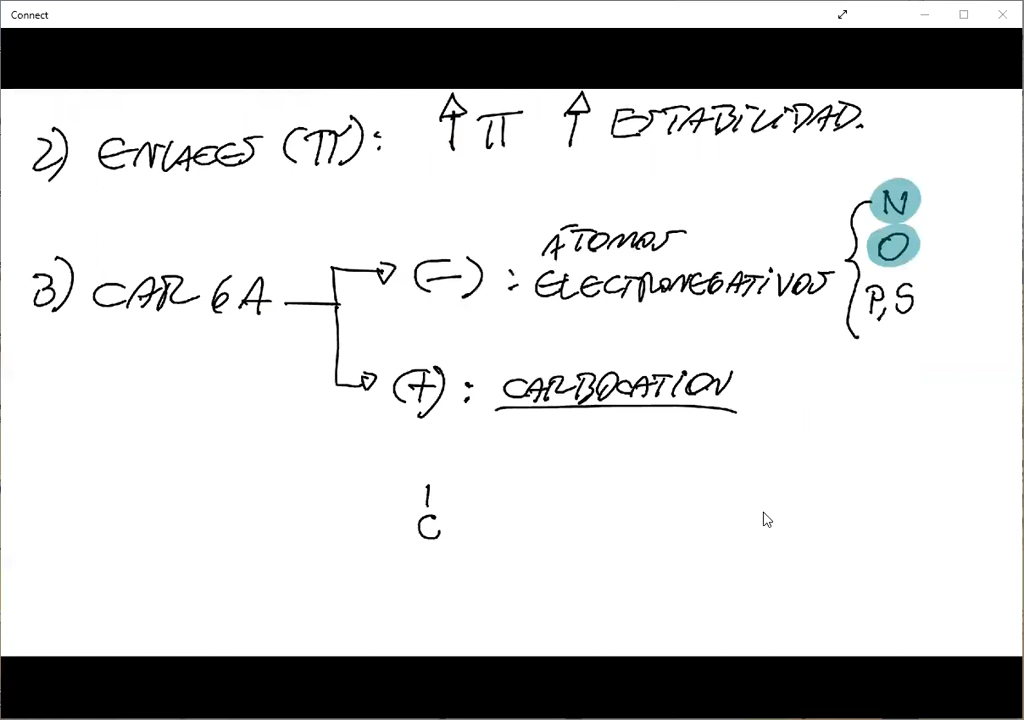 Connect
2) ENLACES (π): ↑ π ↑ ESTABILIDAD.
3) CARGA
(-) : ÁTOMOS
ELECTRONEGATIVOS
N
O
P, S
(+) : CARBOCATION
C